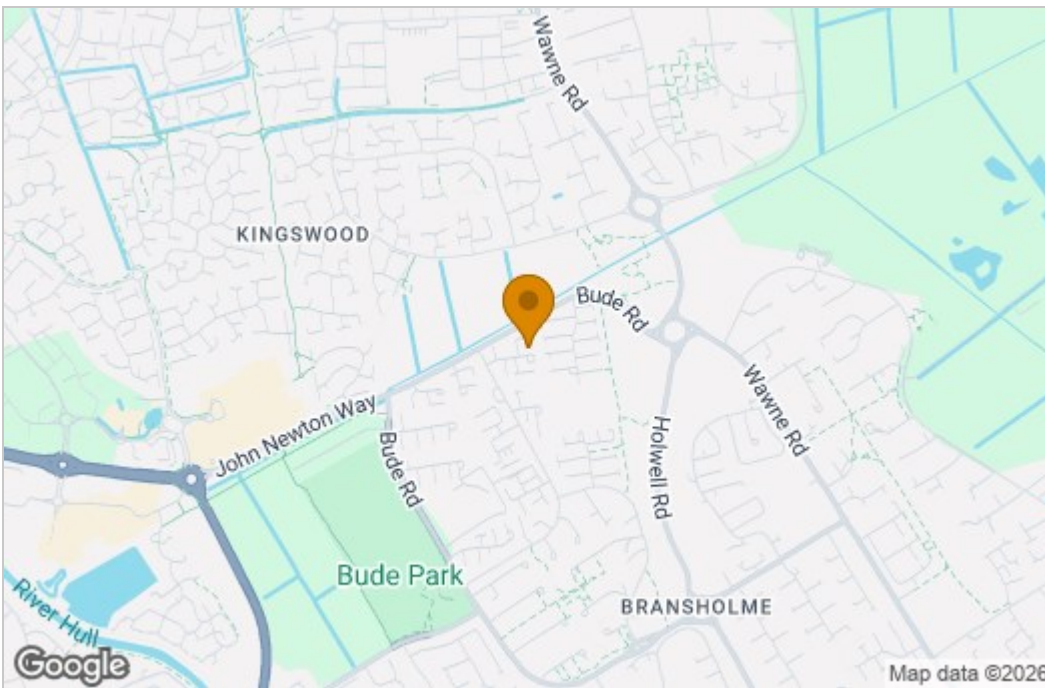 Wawne Rd
KINGSWOOD
Bude Rd
John Newton Way
Wawne Rd
Bude Rd
Holwell Rd
Bude Park
River Hull
BRANSHOLME
Google
Map data ©2026